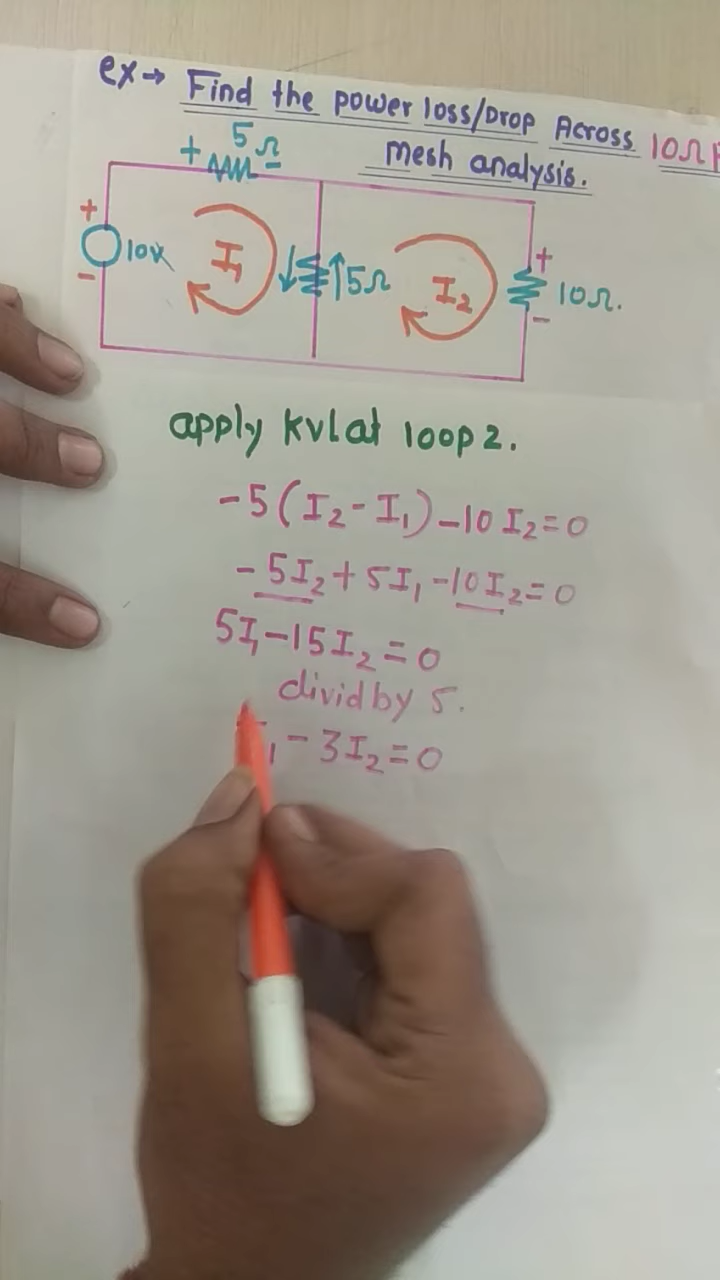 ex→ Find the power loss/Drop Across 10Ω
mesh analysis.
+ 5Ω -
+ 10V -
I₁
5Ω
I₂
+ 10Ω. -
apply kvl at loop 2.
-5(I₂-I₁)-10I₂=0
-5I₂+5I₁-10I₂=0
5I₁-15I₂=0
divid by 5.
I₁-3I₂=0